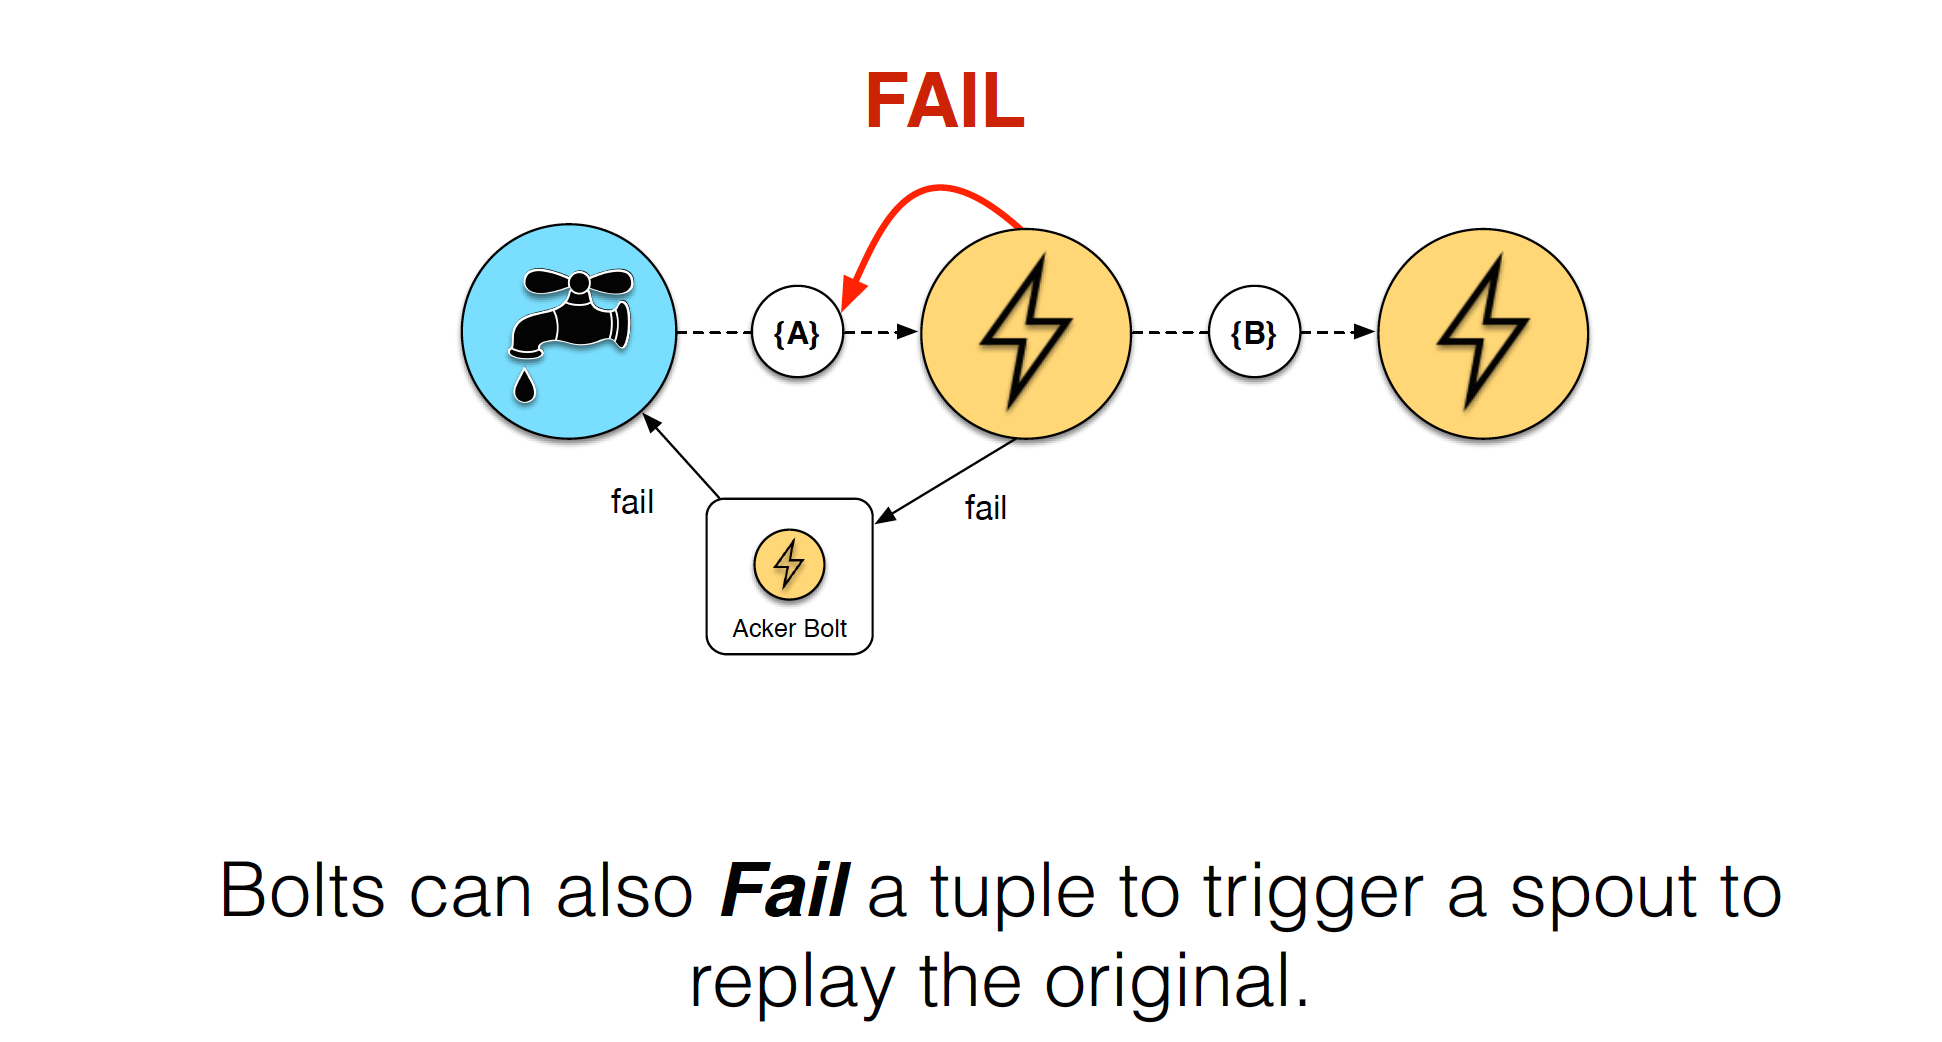 FAIL
{A}
{B}
fail
fail
Acker Bolt
Bolts can also Fail a tuple to trigger a spout to
replay the original.